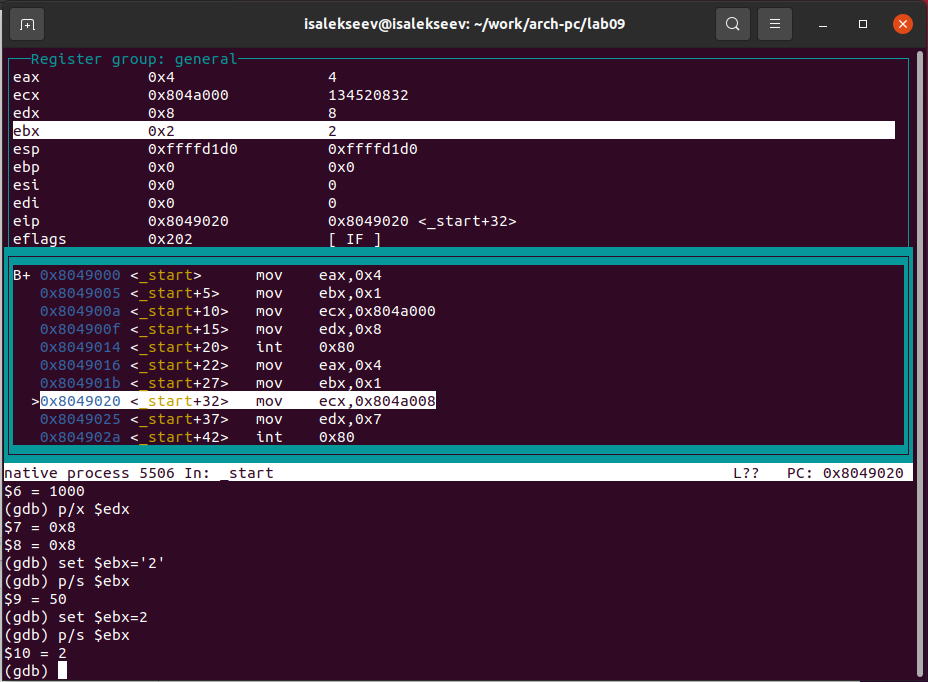 isalekseev@isalekseev: ~/work/arch-pc/lab09
Register group: general
eax 0x4 4
ecx 0x804a000 134520832
edx 0x8 8
ebx 0x2 2
esp 0xffffd1d0 0xffffd1d0
ebp 0x0 0x0
esi 0x0 0
edi 0x0 0
eip 0x8049020 0x8049020 <_start+32>
eflags 0x202 [ IF ]
B+ 0x8049000 <_start> mov eax,0x4
0x8049005 <_start+5> mov ebx,0x1
0x804900a <_start+10> mov ecx,0x804a000
0x804900f <_start+15> mov edx,0x8
0x8049014 <_start+20> int 0x80
0x8049016 <_start+22> mov eax,0x4
0x804901b <_start+27> mov ebx,0x1
>0x8049020 <_start+32> mov ecx,0x804a008
0x8049025 <_start+37> mov edx,0x7
0x804902a <_start+42> int 0x80
native process 5506 In: _start L?? PC: 0x8049020
$6 = 1000
(gdb) p/x $edx
$7 = 0x8
$8 = 0x8
(gdb) set $ebx='2'
(gdb) p/s $ebx
$9 = 50
(gdb) set $ebx=2
(gdb) p/s $ebx
$10 = 2
(gdb)